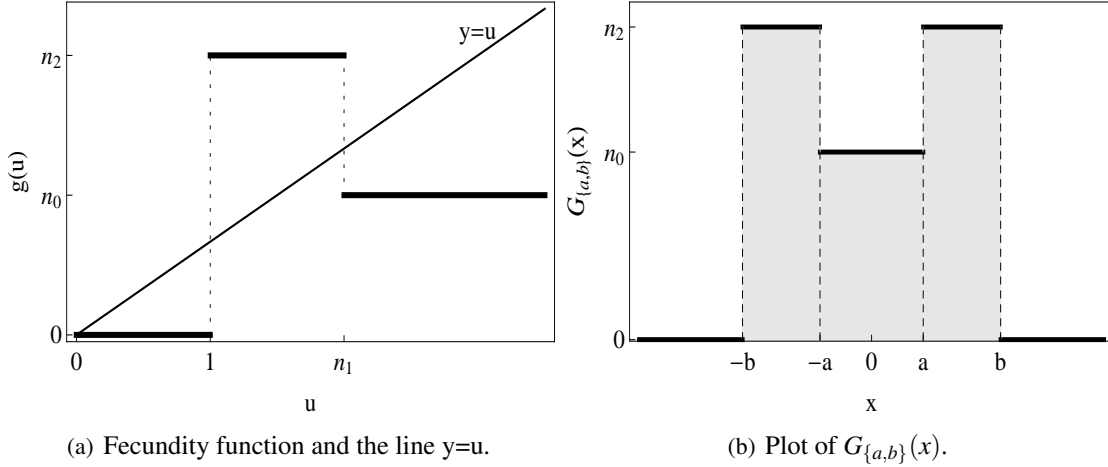 y=u
n₂
n₀
0
g(u)
0 1 n₁
u
(a) Fecundity function and the line y=u.
n₂
n₀
0
G{a,b}(x)
−b −a 0 a b
x
(b) Plot of G{a,b}(x).